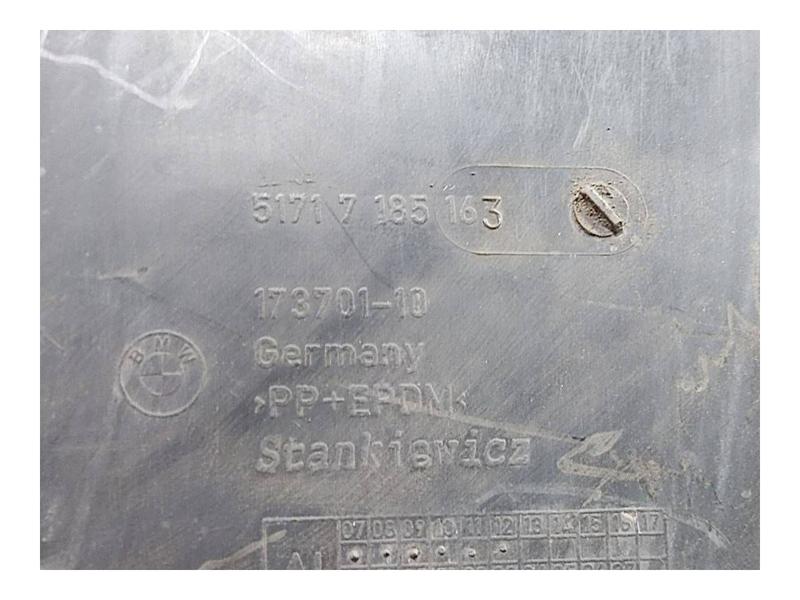 5171 7 185 163
173701-10
BMW
Germany
>PP+EPDM<
Stankiewicz
07 08 09 10 11 12 13 14 15 16 17